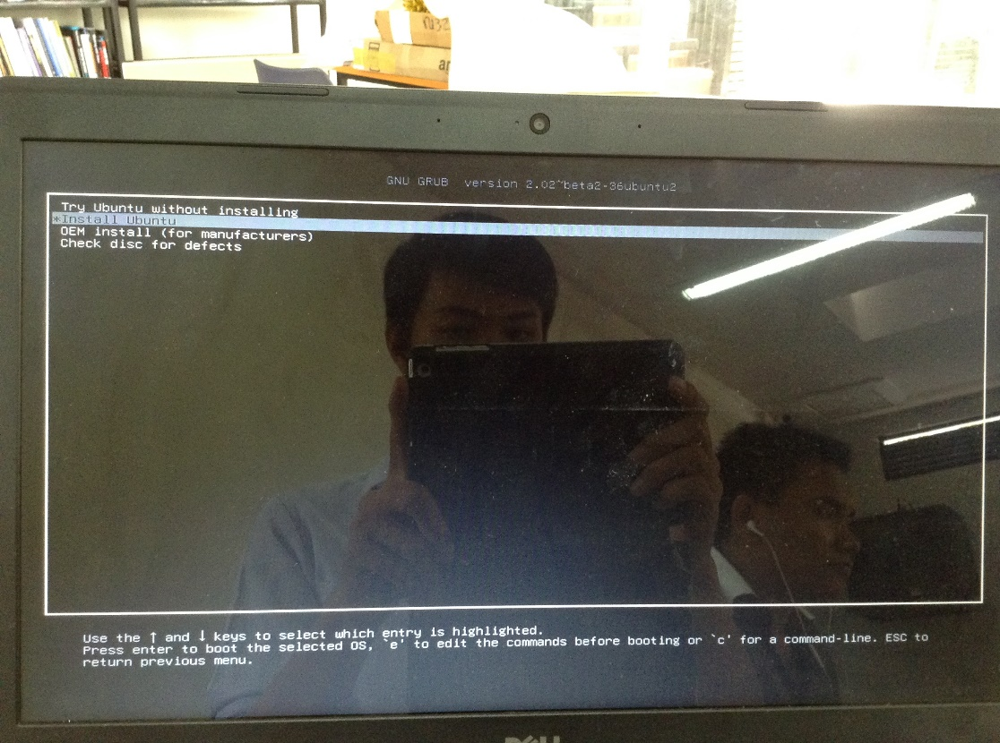 GNU GRUB version 2.02~beta2-36ubuntu2
Try Ubuntu without installing
*Install Ubuntu
OEM install (for manufacturers)
Check disc for defects
Use the ↑ and ↓ keys to select which entry is highlighted.
Press enter to boot the selected OS, `e' to edit the commands before booting or `c' for a command-line. ESC to
return previous menu.
DELL